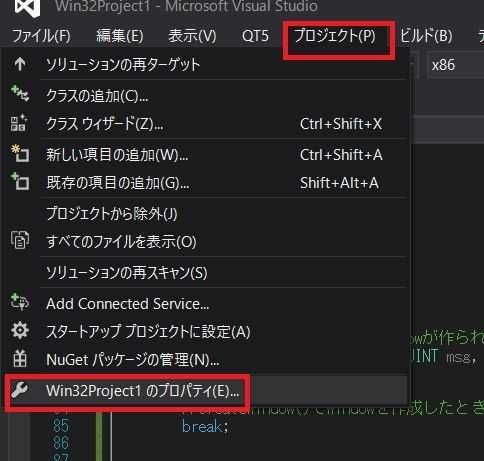 Win32Project1 - Microsoft Visual Studio
ファイル(F) 編集(E) 表示(V) QT5 プロジェクト(P) ビルド(B)
ソリューションの再ターゲット x86
クラスの追加(C)...
クラス ウィザード(Z)... Ctrl+Shift+X
新しい項目の追加(W)... Ctrl+Shift+A
既存の項目の追加(G)... Shift+Alt+A
プロジェクトから除外(J)
すべてのファイルを表示(O)
ソリューションの再スキャン(S)
Add Connected Service...
スタートアップ プロジェクトに設定(A)
owが作られ
NuGet パッケージの管理(N)... UINT msg,
Win32Project1 のプロパティ(E)...
を作成したとき
85 break;
86
87